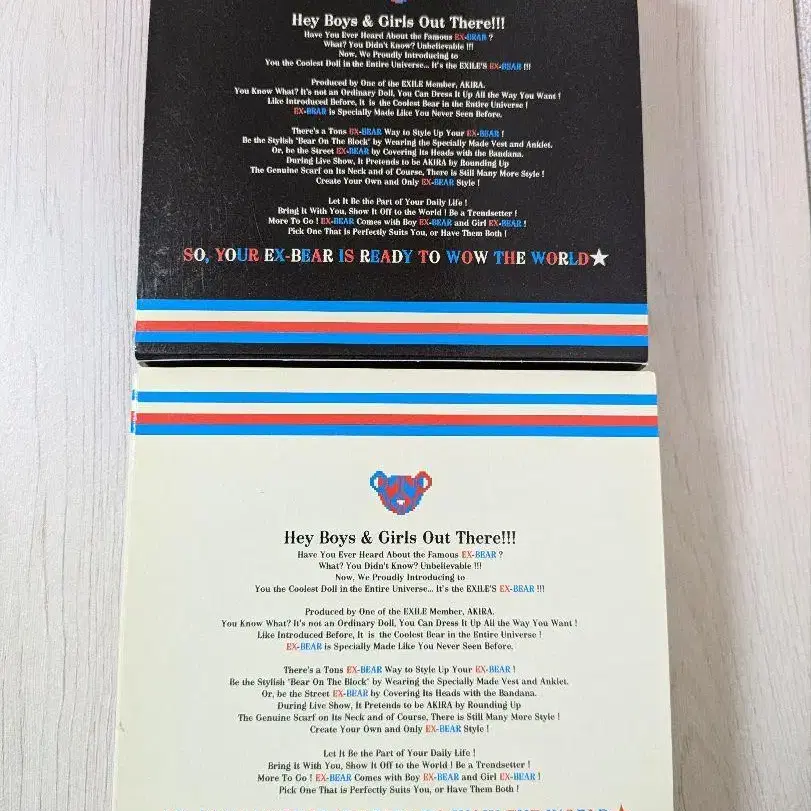 Hey Boys & Girls Out There!!!
Have You Ever Heard About the Famous EX-BEAR ?
What? You Didn't Know? Unbelievable !!!
Now, We Proudly Introducing to
You the Coolest Doll in the Entire Universe... It's the EXILE'S EX-BEAR !!!
Produced by One of the EXILE Member, AKIRA.
You Know What? It's not an Ordinary Doll, You Can Dress It Up All the Way You Want !
Like Introduced Before, It is the Coolest Bear in the Entire Universe !
EX-BEAR is Specially Made Like You Never Seen Before.
There's a Tons EX-BEAR Way to Style Up Your EX-BEAR !
Be the Stylish "Bear On The Block" by Wearing the Specially Made Vest and Anklet.
Or, be the Street EX-BEAR by Covering Its Heads with the Bandana.
During Live Show, It Pretends to be AKIRA by Rounding Up
The Genuine Scarf on Its Neck and of Course, There is Still Many More Style !
Create Your Own and Only EX-BEAR Style !
Let It Be the Part of Your Daily Life !
Bring It With You, Show It Off to the World ! Be a Trendsetter !
More To Go ! EX-BEAR Comes with Boy EX-BEAR and Girl EX-BEAR !
Pick One That is Perfectly Suits You, or Have Them Both !
SO, YOUR EX-BEAR IS READY TO WOW THE WORLD★
Hey Boys & Girls Out There!!!
Have You Ever Heard About the Famous EX-BEAR ?
What? You Didn't Know? Unbelievable !!!
Now, We Proudly Introducing to
You the Coolest Doll in the Entire Universe... It's the EXILE'S EX-BEAR !!!
Produced by One of the EXILE Member, AKIRA.
You Know What? It's not an Ordinary Doll, You Can Dress It Up All the Way You Want !
Like Introduced Before, It is the Coolest Bear in the Entire Universe !
EX-BEAR is Specially Made Like You Never Seen Before.
There's a Tons EX-BEAR Way to Style Up Your EX-BEAR !
Be the Stylish "Bear On The Block" by Wearing the Specially Made Vest and Anklet.
Or, be the Street EX-BEAR by Covering Its Heads with the Bandana.
During Live Show, It Pretends to be AKIRA by Rounding Up
The Genuine Scarf on Its Neck and of Course, There is Still Many More Style !
Create Your Own and Only EX-BEAR Style !
Let It Be the Part of Your Daily Life !
Bring It With You, Show It Off to the World ! Be a Trendsetter !
More To Go ! EX-BEAR Comes with Boy EX-BEAR and Girl EX-BEAR !
Pick One That is Perfectly Suits You, or Have Them Both !
THE WORLD★